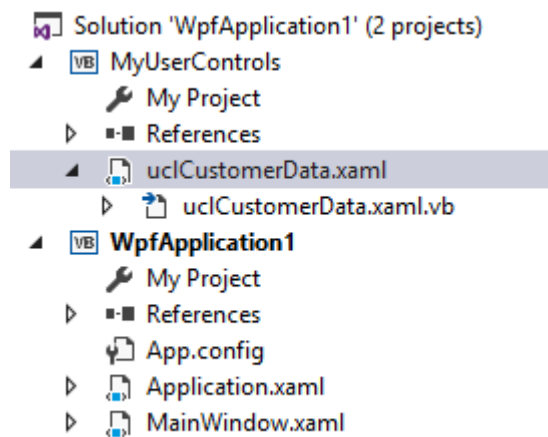 Solution 'WpfApplication1' (2 projects)
VB MyUserControls
My Project
References
uclCustomerData.xaml
uclCustomerData.xaml.vb
VB WpfApplication1
My Project
References
App.config
Application.xaml
MainWindow.xaml